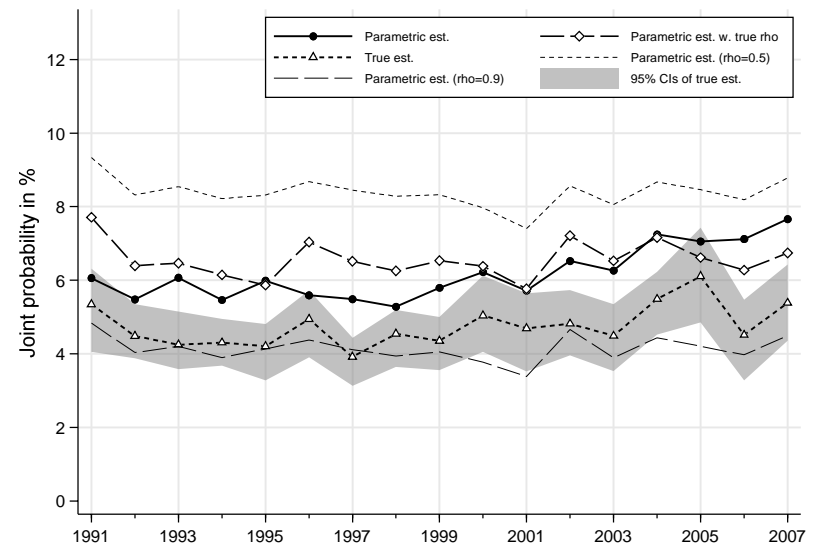 Parametric est.
Parametric est. w. true rho
True est.
Parametric est. (rho=0.5)
Parametric est. (rho=0.9)
95% CIs of true est.
Joint probability in %
12
10
8
6
4
2
0
1991 1993 1995 1997 1999 2001 2003 2005 2007